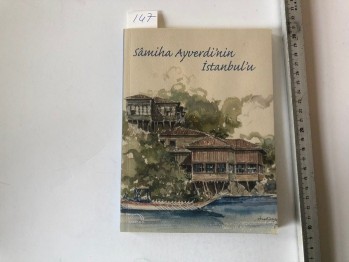 147
Sâmiha Ayverdi'nin
İstanbul'u